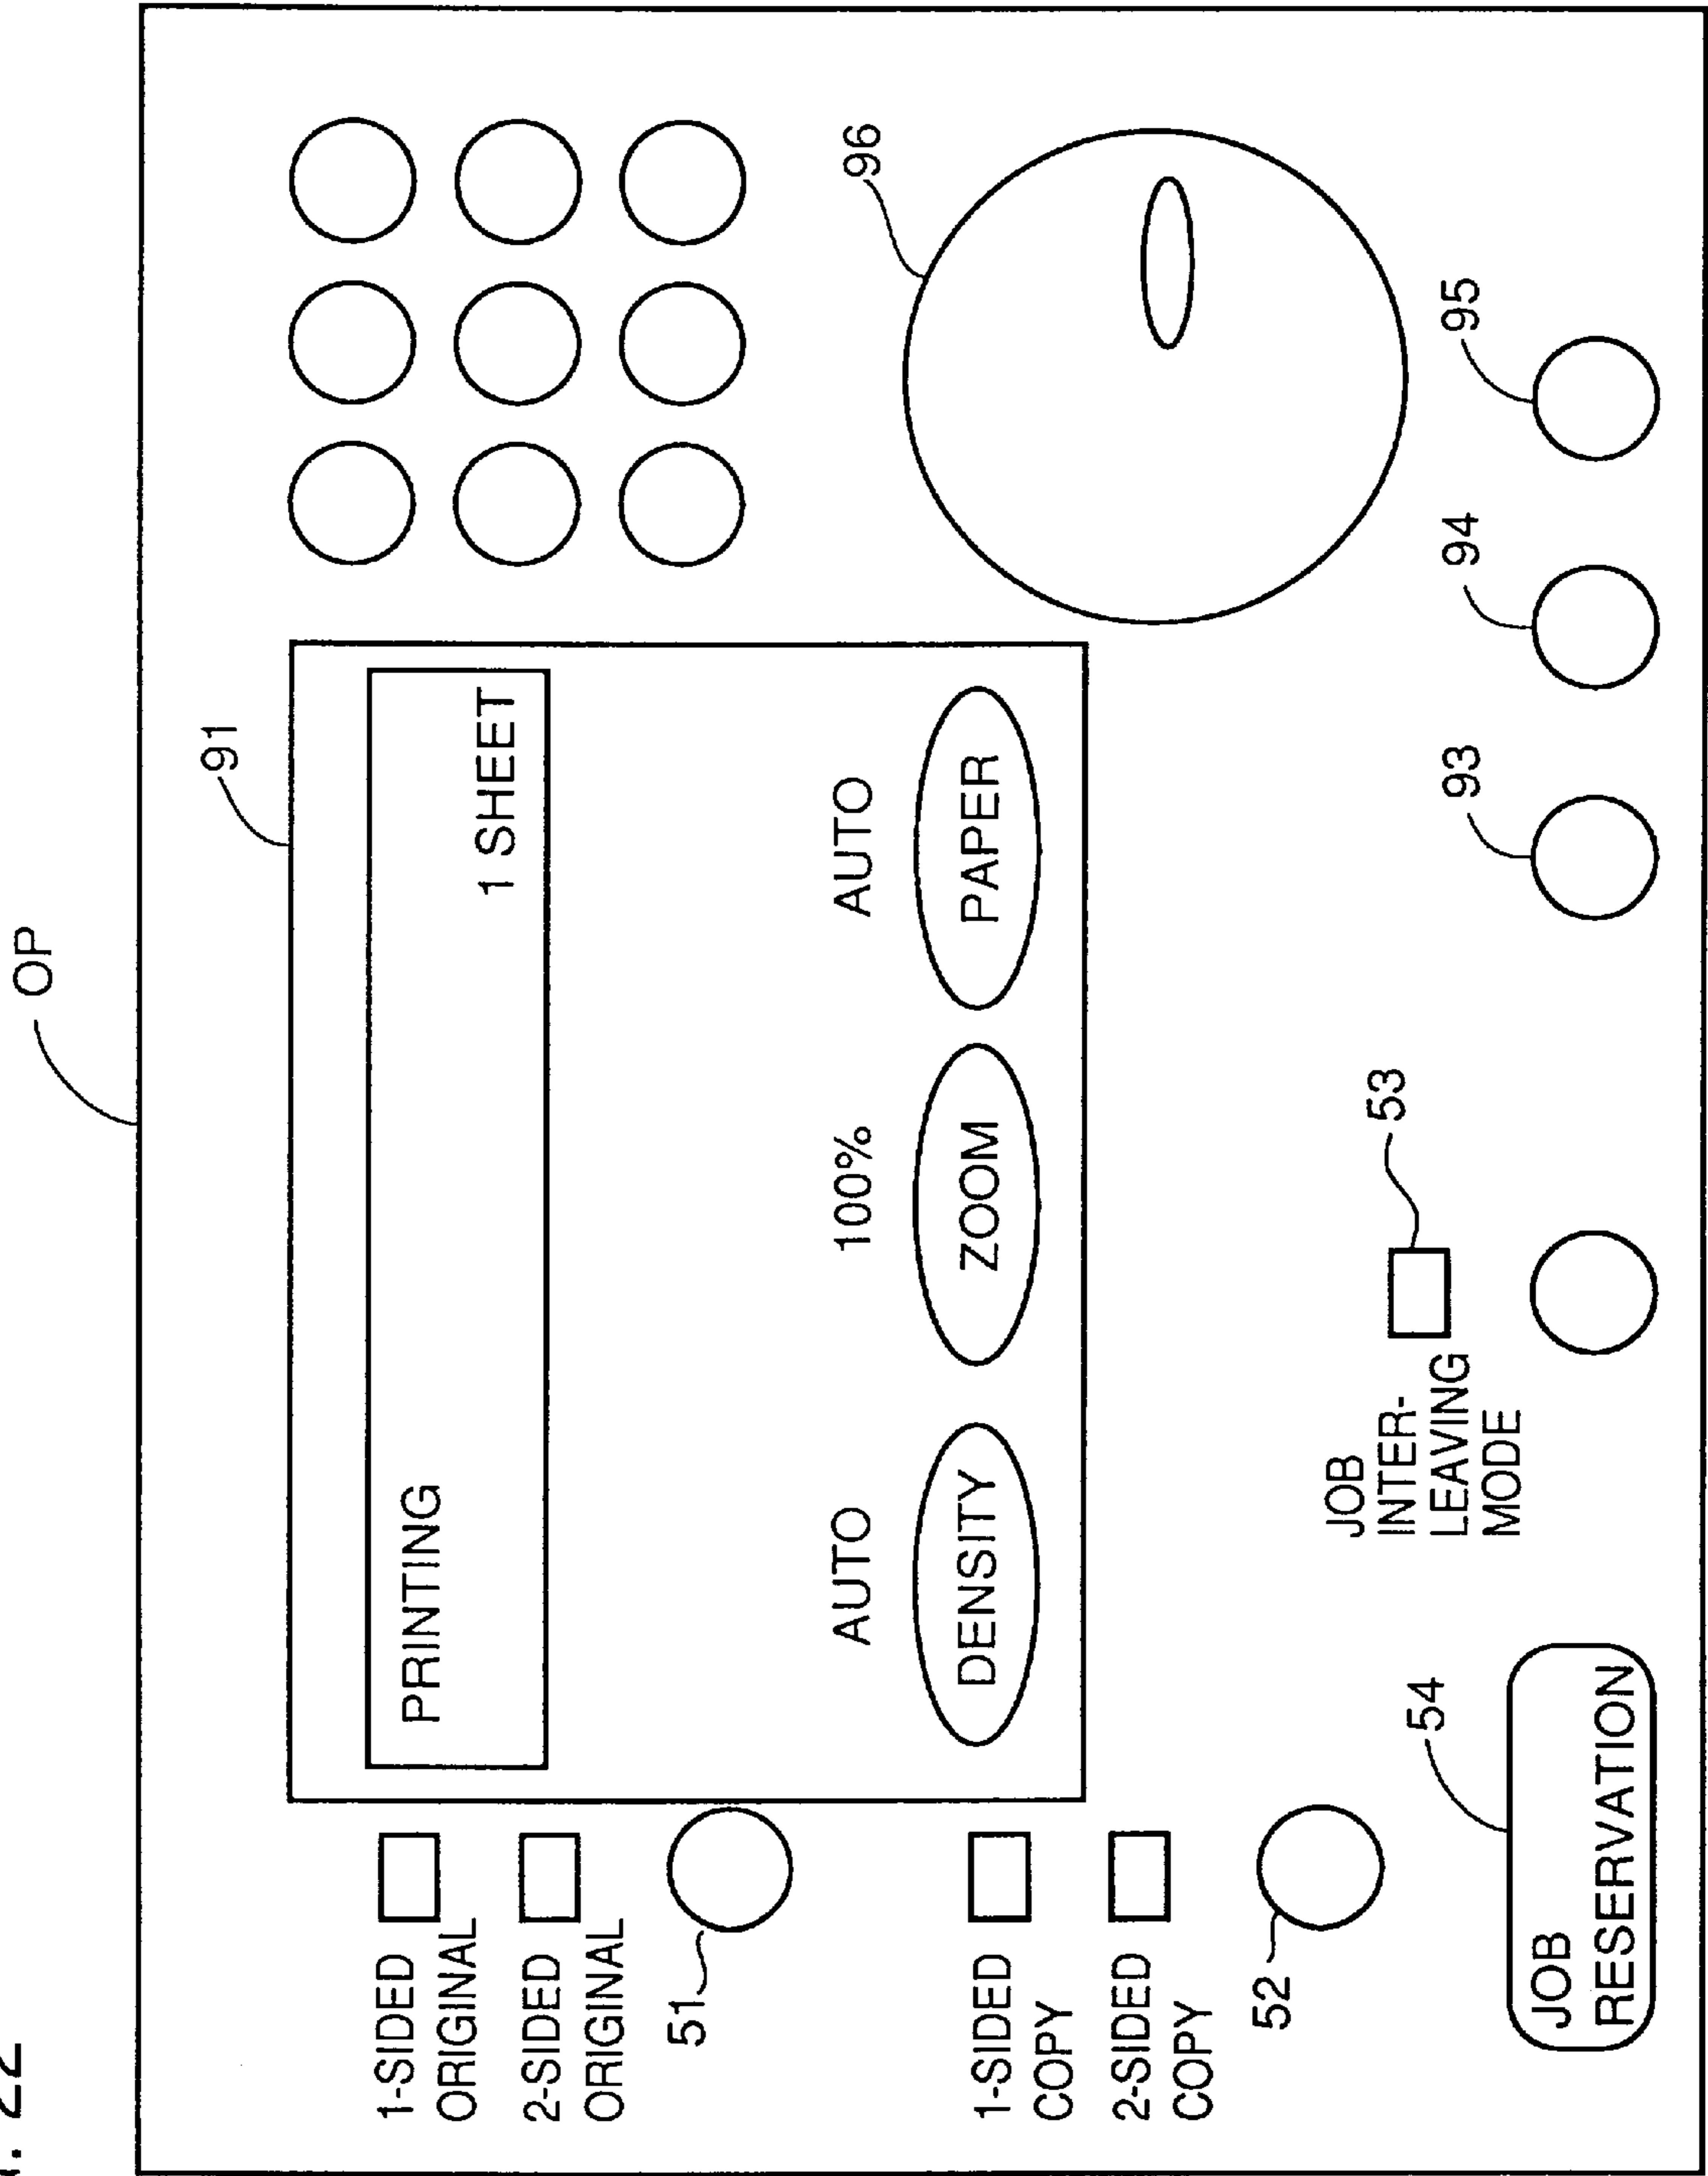 22
OP
91
PRINTING
1 SHEET
AUTO
100%
AUTO
DENSITY
ZOOM
PAPER
1-SIDED
ORIGINAL
2-SIDED
ORIGINAL
51
1-SIDED
COPY
2-SIDED
COPY
52
54
JOB
RESERVATION
JOB
INTER-
LEAVING
MODE
53
93
94
95
96